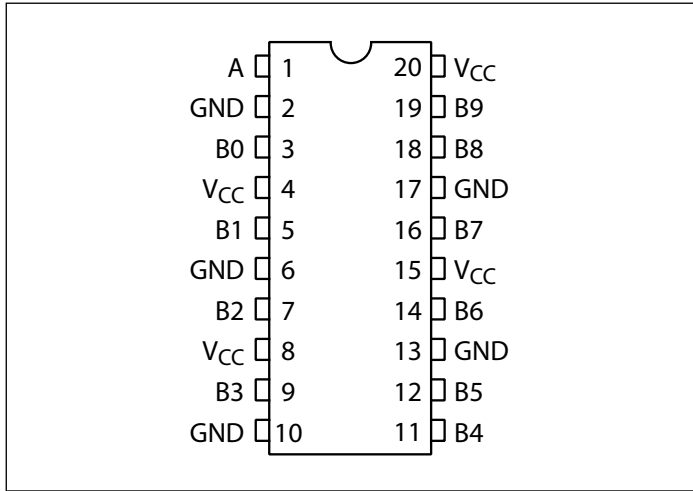 A 1 20 VCC
GND 2 19 B9
B0 3 18 B8
VCC 4 17 GND
B1 5 16 B7
GND 6 15 VCC
B2 7 14 B6
VCC 8 13 GND
B3 9 12 B5
GND 10 11 B4